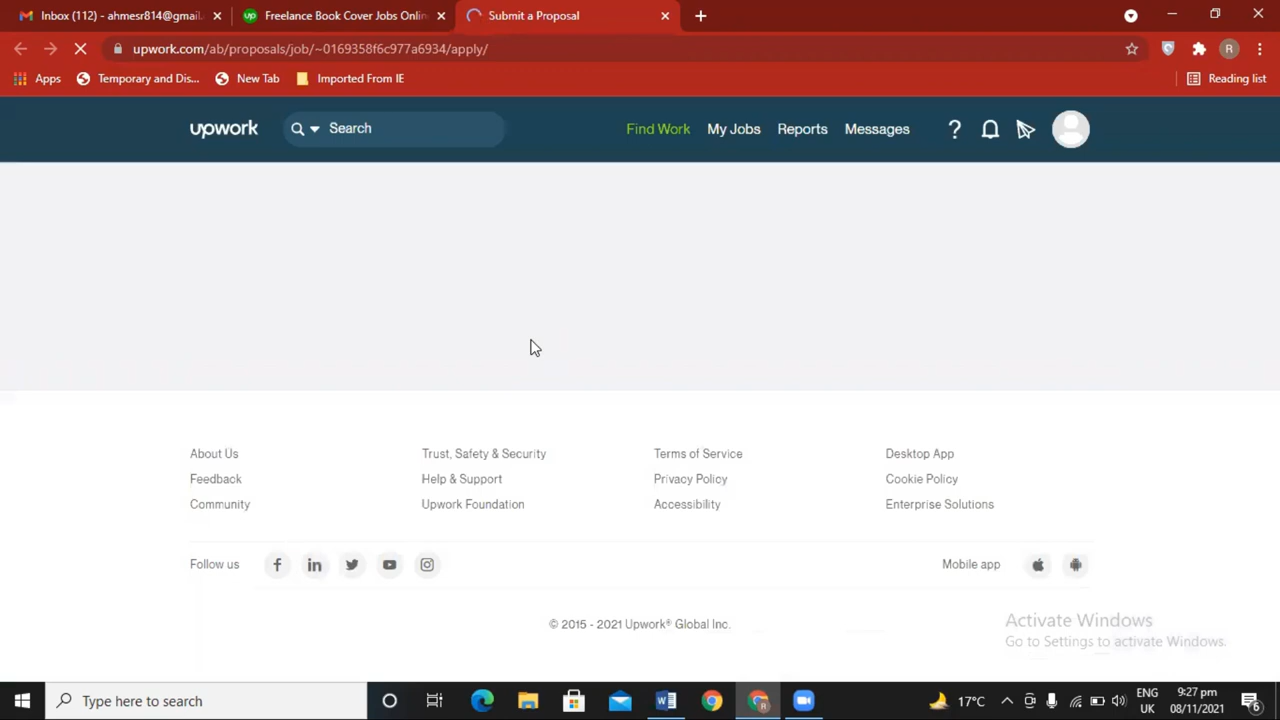 Inbox (112) - ahmesr814@gmail.
Freelance Book Cover Jobs Onlin
Submit a Proposal
upwork.com/ab/proposals/job/~0169358f6c977a6934/apply/
R
Apps
Temporary and Dis...
New Tab
Imported From IE
Reading list
upwork
Search
Find Work
My Jobs
Reports
Messages
?
About Us
Trust, Safety & Security
Terms of Service
Desktop App
Feedback
Help & Support
Privacy Policy
Cookie Policy
Community
Upwork Foundation
Accessibility
Enterprise Solutions
Follow us
Mobile app
© 2015 - 2021 Upwork® Global Inc.
Activate Windows
Go to Settings to activate Windows.
Type here to search
17°C
ENG
UK
9:27 pm
08/11/2021
6